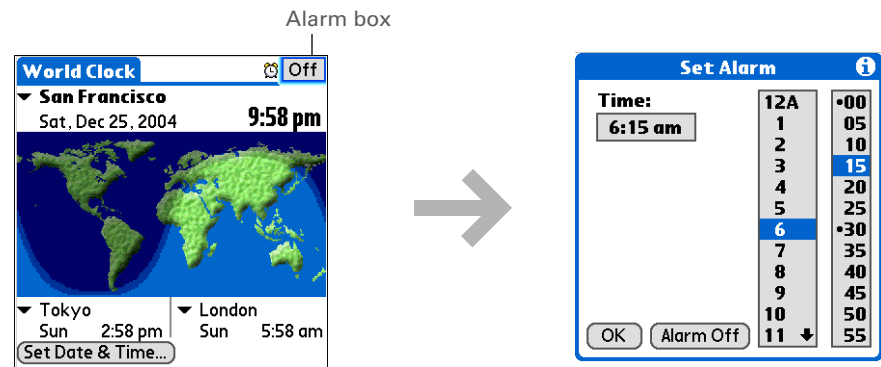 Alarm box
World Clock
Off
San Francisco
Sat, Dec 25, 2004
9:58 pm
Tokyo
Sun 2:58 pm
London
Sun 5:58 am
Set Date & Time...
Set Alarm
Time:
6:15 am
12A
1
2
3
4
5
6
7
8
9
10
11
•00
05
10
15
20
25
•30
35
40
45
50
55
OK
Alarm Off